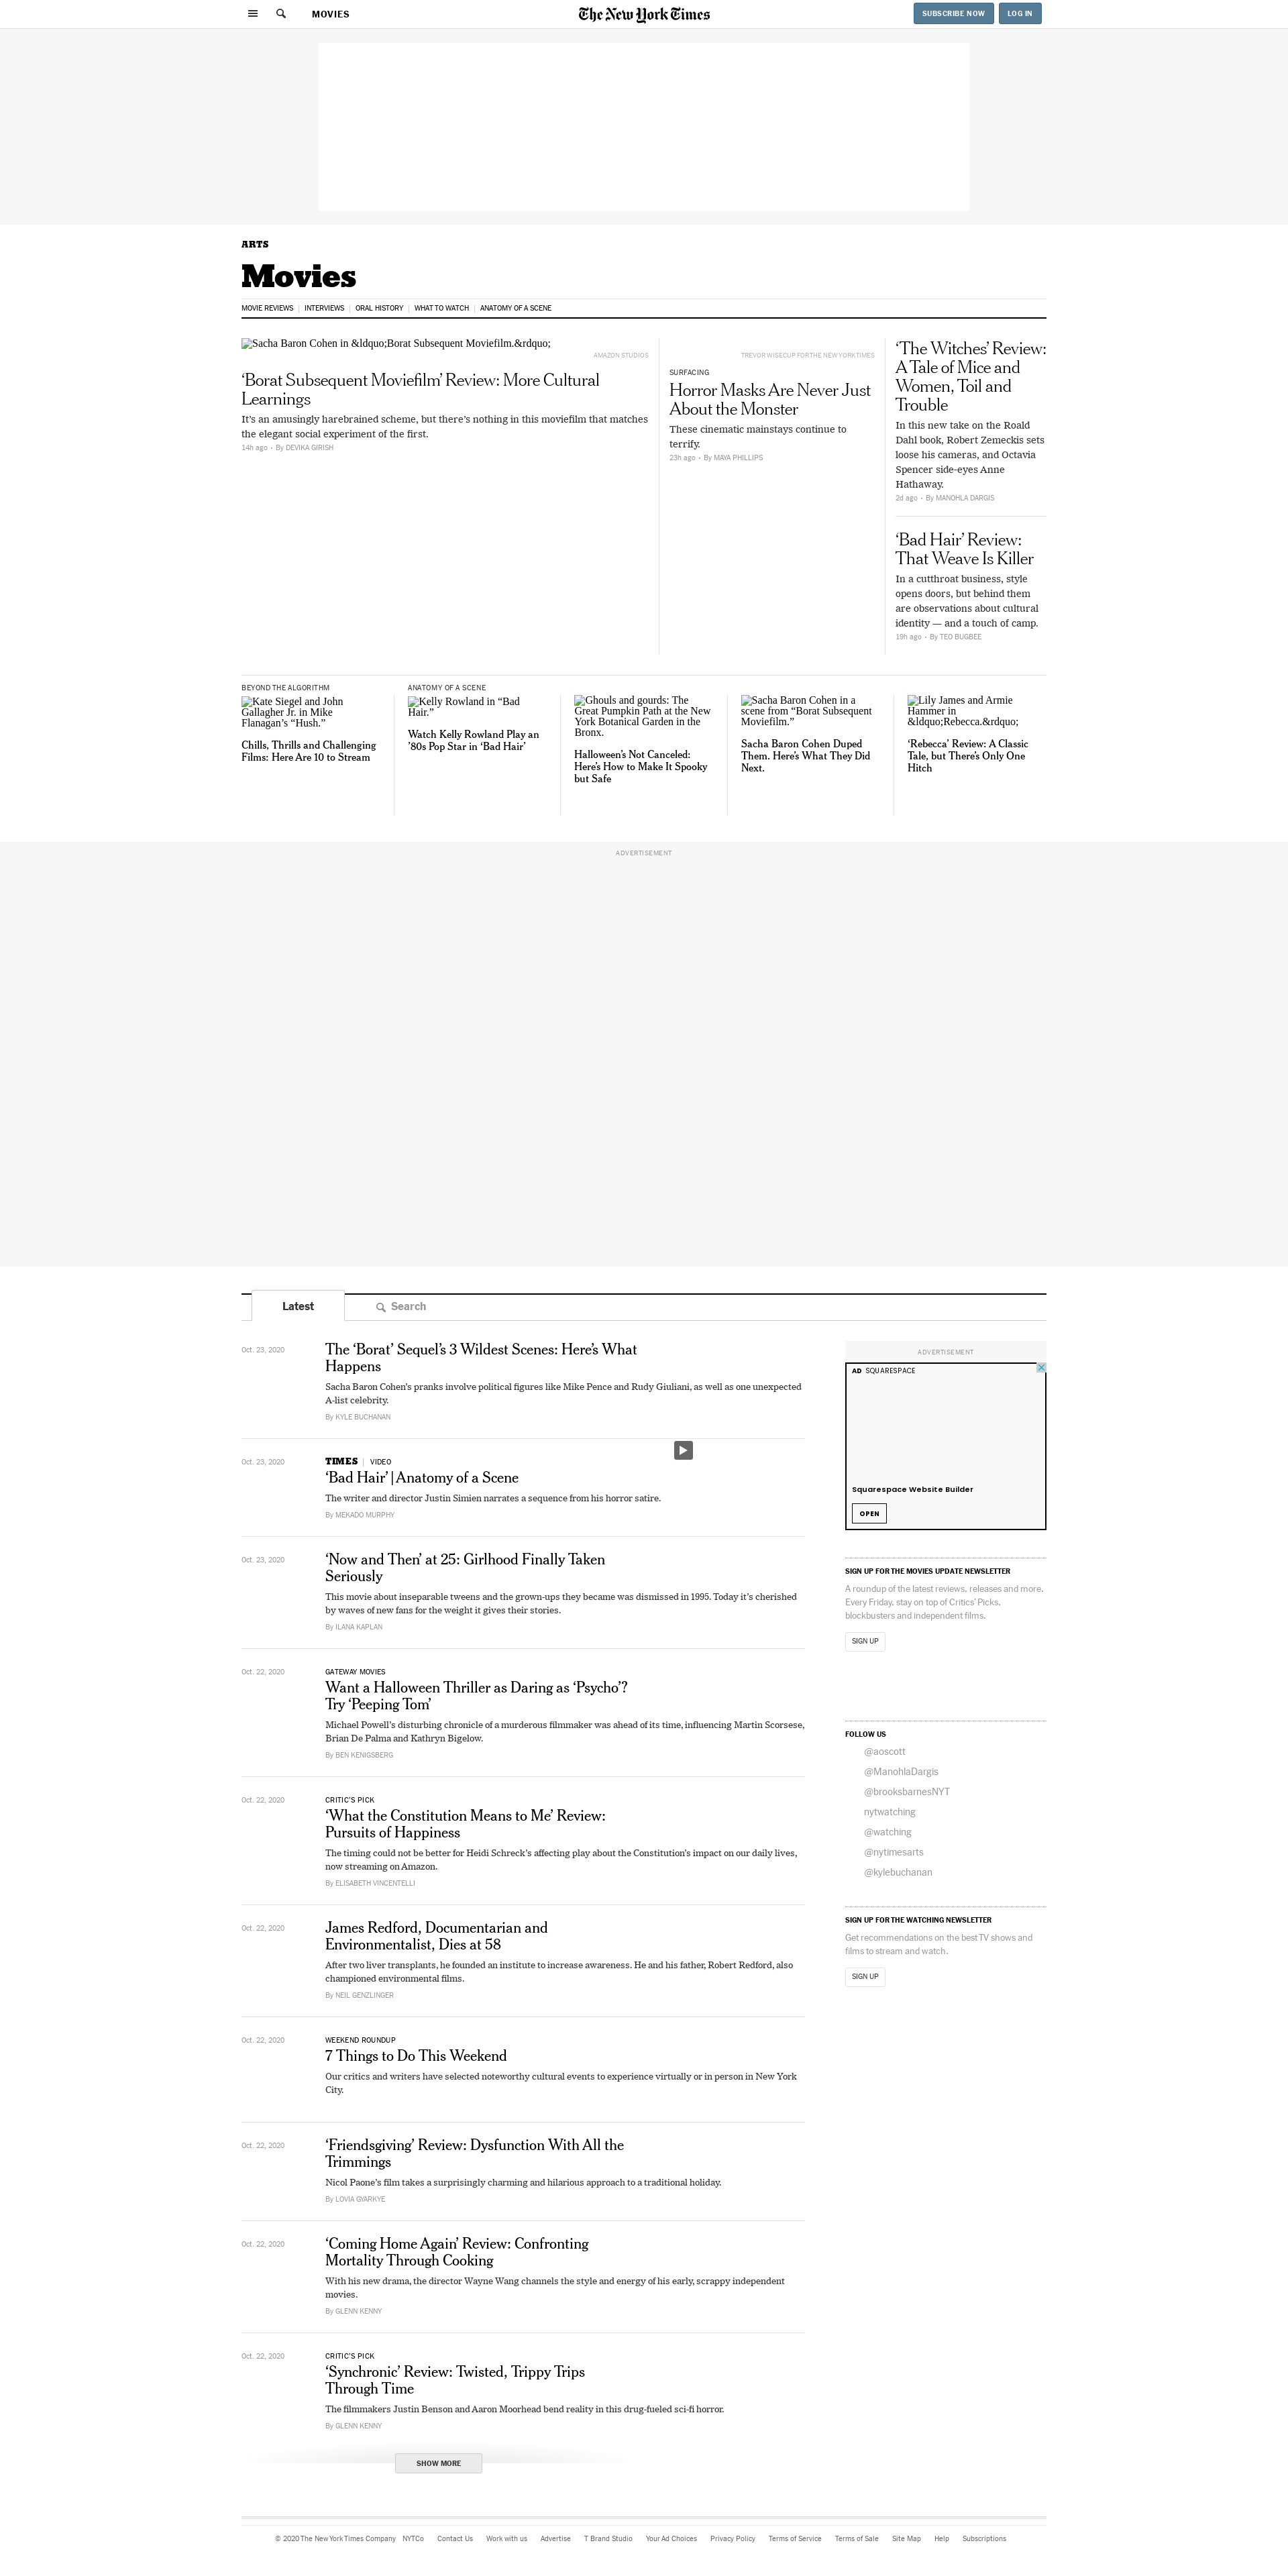 MOVIES
The New York Times
SUBSCRIBE NOW
LOG IN
ARTS
Movies
MOVIE REVIEWS | INTERVIEWS | ORAL HISTORY | WHAT TO WATCH | ANATOMY OF A SCENE
Sacha Baron Cohen in &ldquo;Borat Subsequent Moviefilm.&rdquo;
AMAZON STUDIOS
‘Borat Subsequent Moviefilm’ Review: More Cultural
Learnings
It’s an amusingly harebrained scheme, but there’s nothing in this moviefilm that matches
the elegant social experiment of the first.
14h ago • By DEVIKA GIRISH
TREVOR WISECUP FOR THE NEW YORK TIMES
SURFACING
Horror Masks Are Never Just
About the Monster
These cinematic mainstays continue to
terrify.
23h ago • By MAYA PHILLIPS
‘The Witches’ Review:
A Tale of Mice and
Women, Toil and
Trouble
In this new take on the Roald
Dahl book, Robert Zemeckis sets
loose his cameras, and Octavia
Spencer side-eyes Anne
Hathaway.
2d ago • By MANOHLA DARGIS
‘Bad Hair’ Review:
That Weave Is Killer
In a cutthroat business, style
opens doors, but behind them
are observations about cultural
identity — and a touch of camp.
19h ago • By TEO BUGBEE
BEYOND THE ALGORITHM
Kate Siegel and John
Gallagher Jr. in Mike
Flanagan’s “Hush.”
Chills, Thrills and Challenging
Films: Here Are 10 to Stream
ANATOMY OF A SCENE
Kelly Rowland in “Bad
Hair.”
Watch Kelly Rowland Play an
’80s Pop Star in ‘Bad Hair’
Ghouls and gourds: The
Great Pumpkin Path at the New
York Botanical Garden in the
Bronx.
Halloween’s Not Canceled:
Here’s How to Make It Spooky
but Safe
Sacha Baron Cohen in a
scene from “Borat Subsequent
Moviefilm.”
Sacha Baron Cohen Duped
Them. Here’s What They Did
Next.
Lily James and Armie
Hammer in
&ldquo;Rebecca.&rdquo;
‘Rebecca’ Review: A Classic
Tale, but There’s Only One
Hitch
ADVERTISEMENT
Latest
Search
Oct. 23, 2020
The ‘Borat’ Sequel’s 3 Wildest Scenes: Here’s What
Happens
Sacha Baron Cohen’s pranks involve political figures like Mike Pence and Rudy Giuliani, as well as one unexpected
A-list celebrity.
By KYLE BUCHANAN
Oct. 23, 2020
TIMES | VIDEO
‘Bad Hair’ | Anatomy of a Scene
The writer and director Justin Simien narrates a sequence from his horror satire.
By MEKADO MURPHY
Oct. 23, 2020
‘Now and Then’ at 25: Girlhood Finally Taken
Seriously
This movie about inseparable tweens and the grown-ups they became was dismissed in 1995. Today it’s cherished
by waves of new fans for the weight it gives their stories.
By ILANA KAPLAN
Oct. 22, 2020
GATEWAY MOVIES
Want a Halloween Thriller as Daring as ‘Psycho’?
Try ‘Peeping Tom’
Michael Powell’s disturbing chronicle of a murderous filmmaker was ahead of its time, influencing Martin Scorsese,
Brian De Palma and Kathryn Bigelow.
By BEN KENIGSBERG
Oct. 22, 2020
CRITIC’S PICK
‘What the Constitution Means to Me’ Review:
Pursuits of Happiness
The timing could not be better for Heidi Schreck’s affecting play about the Constitution’s impact on our daily lives,
now streaming on Amazon.
By ELISABETH VINCENTELLI
Oct. 22, 2020
James Redford, Documentarian and
Environmentalist, Dies at 58
After two liver transplants, he founded an institute to increase awareness. He and his father, Robert Redford, also
championed environmental films.
By NEIL GENZLINGER
Oct. 22, 2020
WEEKEND ROUNDUP
7 Things to Do This Weekend
Our critics and writers have selected noteworthy cultural events to experience virtually or in person in New York
City.
Oct. 22, 2020
‘Friendsgiving’ Review: Dysfunction With All the
Trimmings
Nicol Paone’s film takes a surprisingly charming and hilarious approach to a traditional holiday.
By LOVIA GYARKYE
Oct. 22, 2020
‘Coming Home Again’ Review: Confronting
Mortality Through Cooking
With his new drama, the director Wayne Wang channels the style and energy of his early, scrappy independent
movies.
By GLENN KENNY
Oct. 22, 2020
CRITIC’S PICK
‘Synchronic’ Review: Twisted, Trippy Trips
Through Time
The filmmakers Justin Benson and Aaron Moorhead bend reality in this drug-fueled sci-fi horror.
By GLENN KENNY
SHOW MORE
ADVERTISEMENT
AD SQUARESPACE
Squarespace Website Builder
OPEN
SIGN UP FOR THE MOVIES UPDATE NEWSLETTER
A roundup of the latest reviews, releases and more.
Every Friday, stay on top of Critics’ Picks,
blockbusters and independent films.
SIGN UP
FOLLOW US
@aoscott
@ManohlaDargis
@brooksbarnesNYT
nytwatching
@watching
@nytimesarts
@kylebuchanan
SIGN UP FOR THE WATCHING NEWSLETTER
Get recommendations on the best TV shows and
films to stream and watch.
SIGN UP
© 2020 The New York Times Company NYTCo Contact Us Work with us Advertise T Brand Studio Your Ad Choices Privacy Policy Terms of Service Terms of Sale Site Map Help Subscriptions